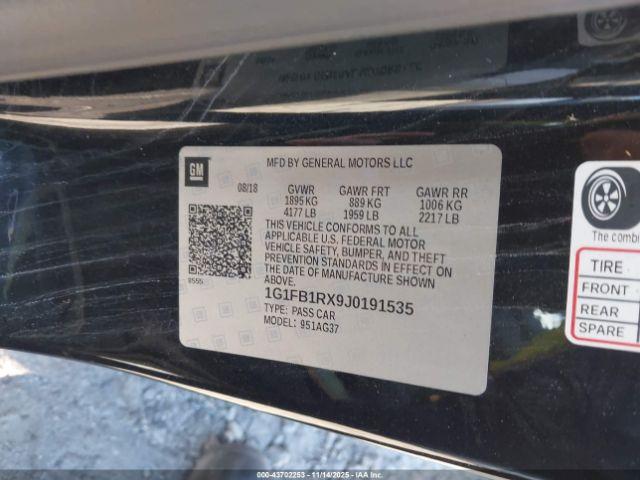 GM
MFD BY GENERAL MOTORS LLC
08/18 GVWR GAWR FRT GAWR RR
1895 KG 889 KG 1006 KG
4177 LB 1959 LB 2217 LB
THIS VEHICLE CONFORMS TO ALL
APPLICABLE U.S. FEDERAL MOTOR
VEHICLE SAFETY, BUMPER, AND THEFT
PREVENTION STANDARDS IN EFFECT ON
THE DATE OF MANUFACTURE SHOWN
ABOVE.
8555
1G1FB1RX9J0191535
TYPE: PASS CAR
MODEL: 951AG37
The combi
TIRE
FRONT
REAR
SPARE
000-43702253 - 11/14/2025 - IAA